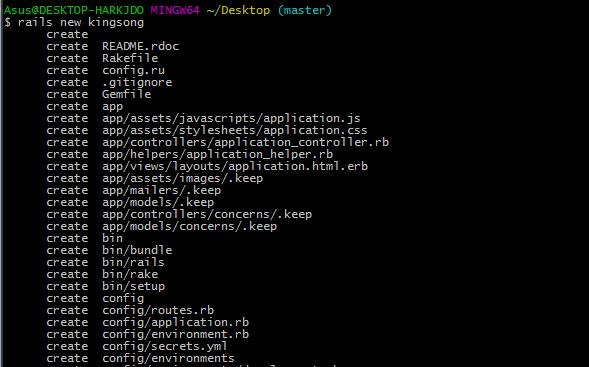 Asus@DESKTOP-HARKJDO MINGW64 ~/Desktop (master)
$ rails new kingsong
create
create README.rdoc
create Rakefile
create config.ru
create .gitignore
create Gemfile
create app
create app/assets/javascripts/application.js
create app/assets/stylesheets/application.css
create app/controllers/application_controller.rb
create app/helpers/application_helper.rb
create app/views/layouts/application.html.erb
create app/assets/images/.keep
create app/mailers/.keep
create app/models/.keep
create app/controllers/concerns/.keep
create app/models/concerns/.keep
create bin
create bin/bundle
create bin/rails
create bin/rake
create bin/setup
create config
create config/routes.rb
create config/application.rb
create config/environment.rb
create config/secrets.yml
create config/environments